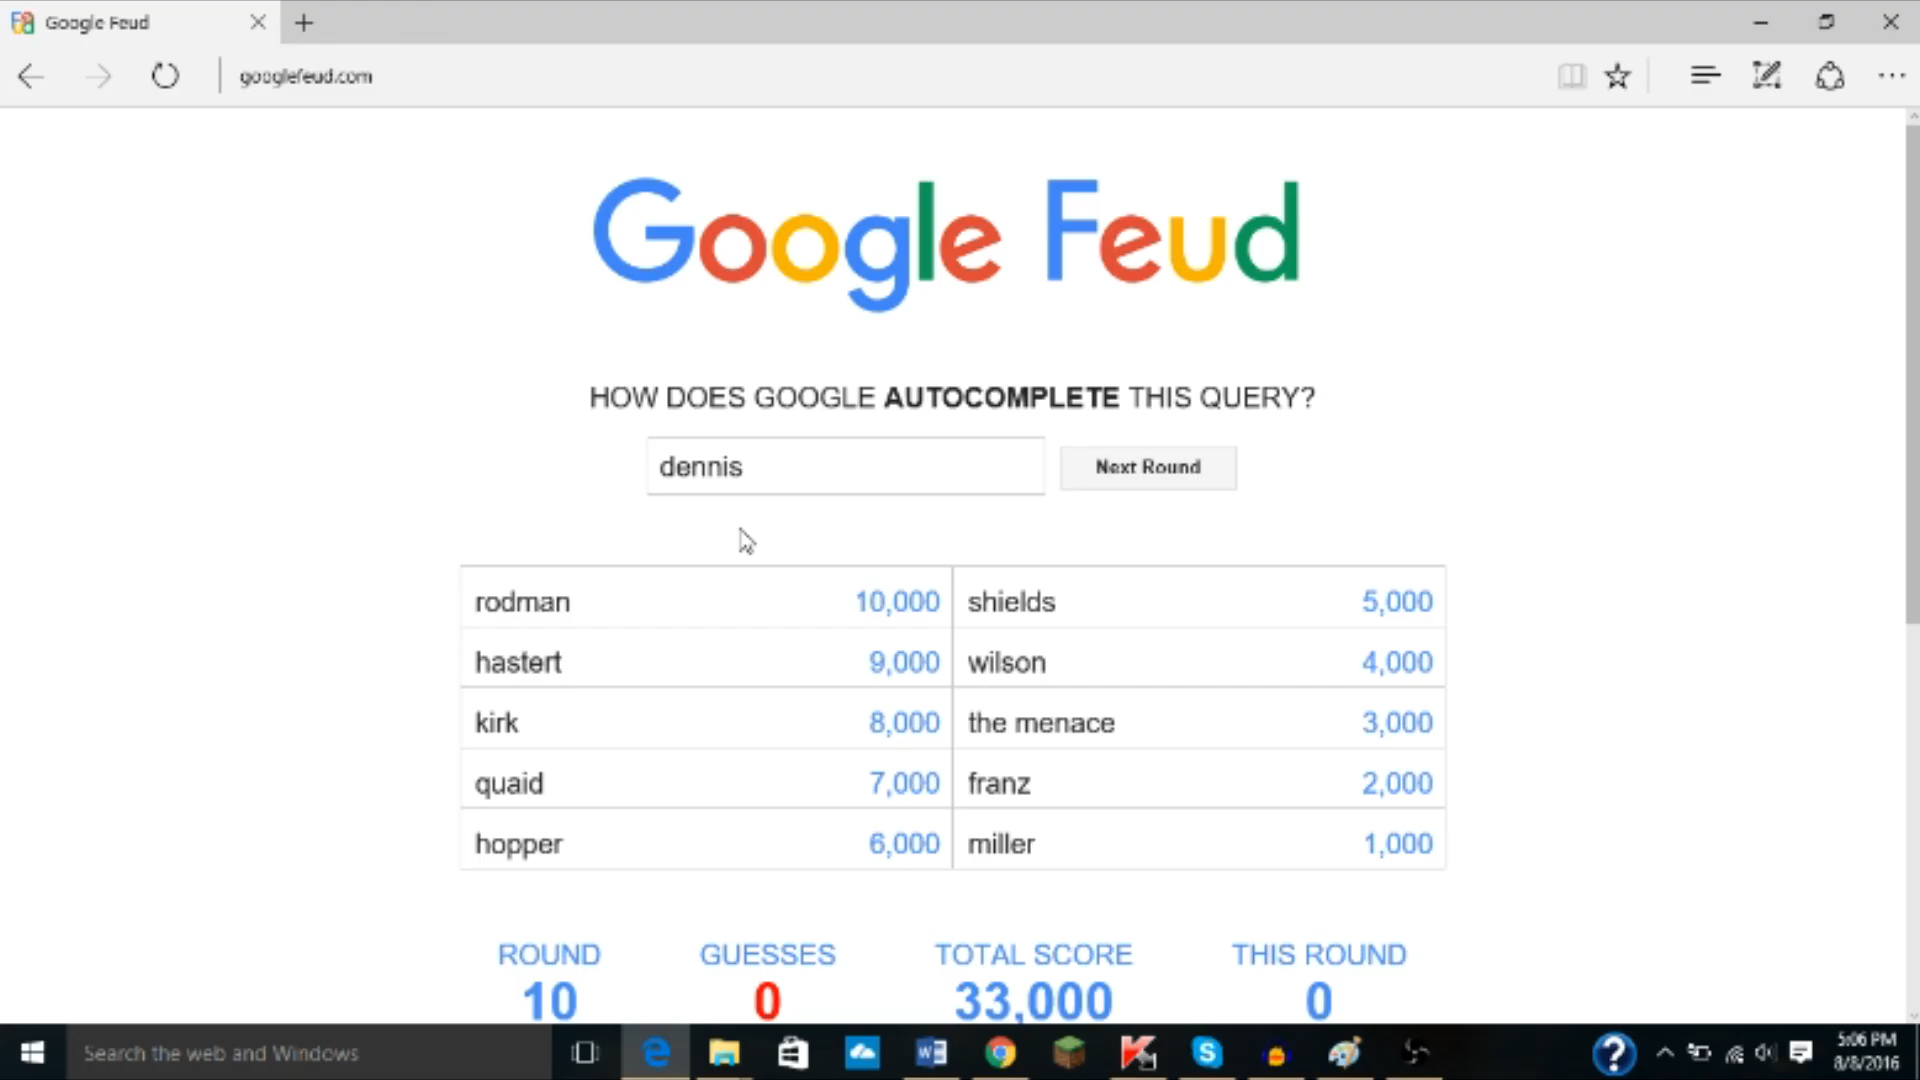 Google Feud
googlefeud.com
Google Feud
HOW DOES GOOGLE AUTOCOMPLETE THIS QUERY?
dennis
Next Round
rodman 10,000 shields 5,000
hastert 9,000 wilson 4,000
kirk 8,000 the menace 3,000
quaid 7,000 franz 2,000
hopper 6,000 miller 1,000
ROUND GUESSES TOTAL SCORE THIS ROUND
10 0 33,000 0
Search the web and Windows
5:06 PM
8/8/2016